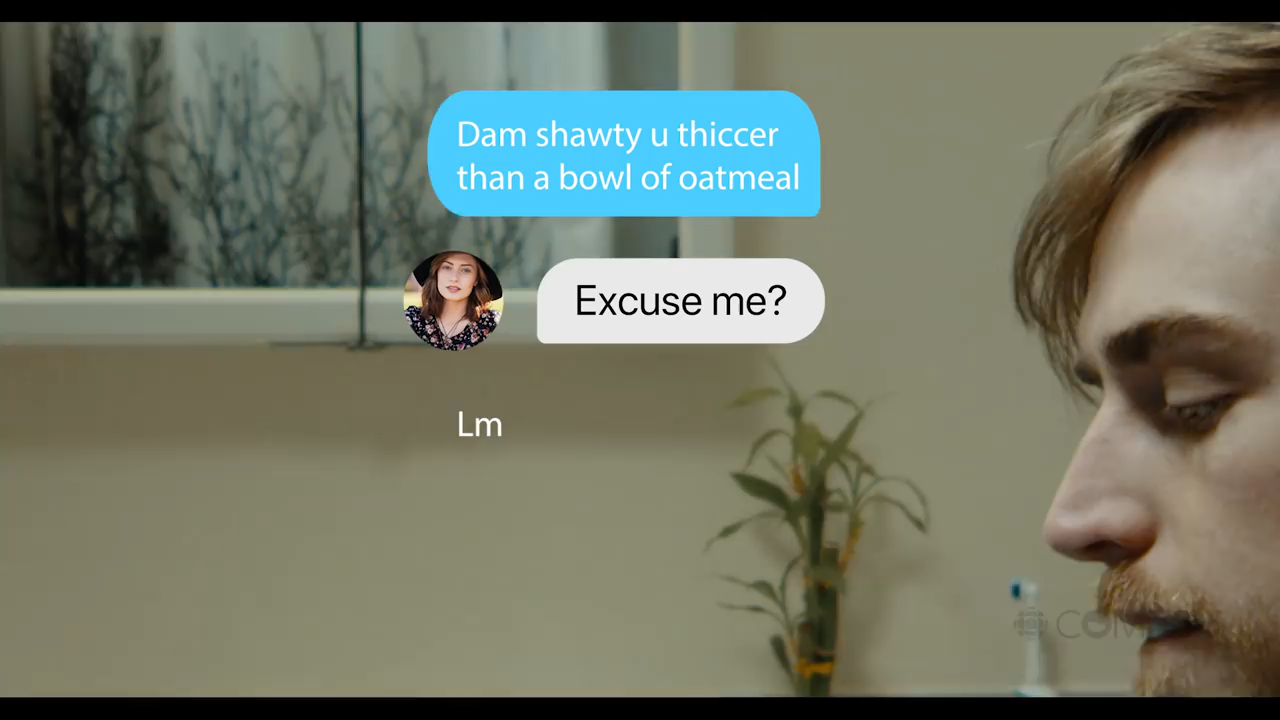 Dam shawty u thiccer
than a bowl of oatmeal
Excuse me?
Lm